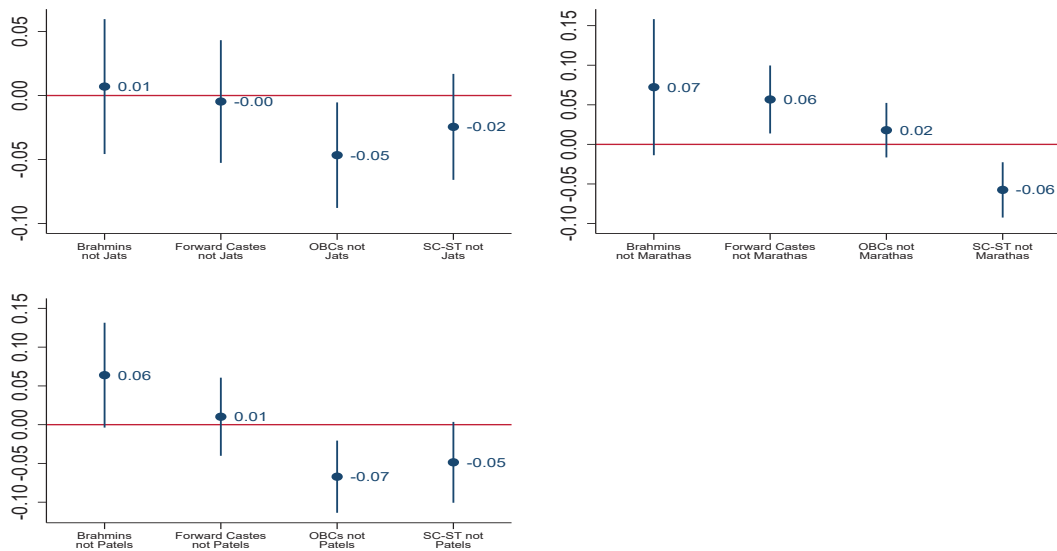 0.05
0.00
-0.05
-0.10
0.01
-0.00
-0.05
-0.02
Brahmins
not Jats
Forward Castes
not Jats
OBCs not
Jats
SC-ST not
Jats
0.15
0.10
0.05
0.00
-0.05
-0.10
0.07
0.06
0.02
-0.06
Brahmins
not Marathas
Forward Castes
not Marathas
OBCs not
Marathas
SC-ST not
Marathas
0.15
0.10
0.05
0.00
-0.05
-0.10
0.06
0.01
-0.07
-0.05
Brahmins
not Patels
Forward Castes
not Patels
OBCs not
Patels
SC-ST not
Patels